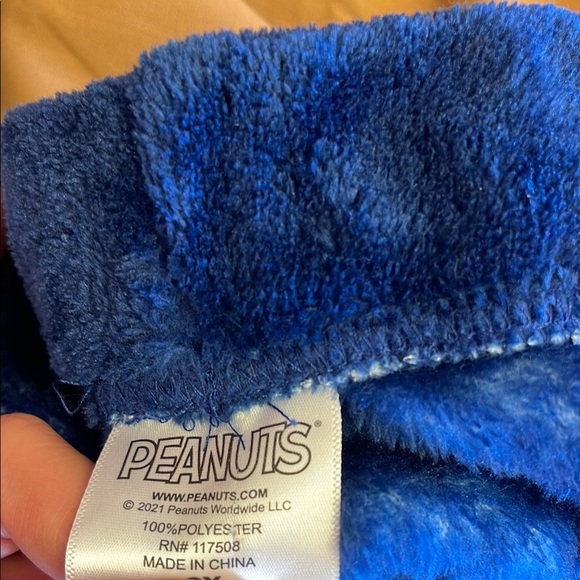 PEANUTS®
WWW.PEANUTS.COM
© 2021 Peanuts Worldwide LLC
100%POLYESTER
RN# 117508
MADE IN CHINA